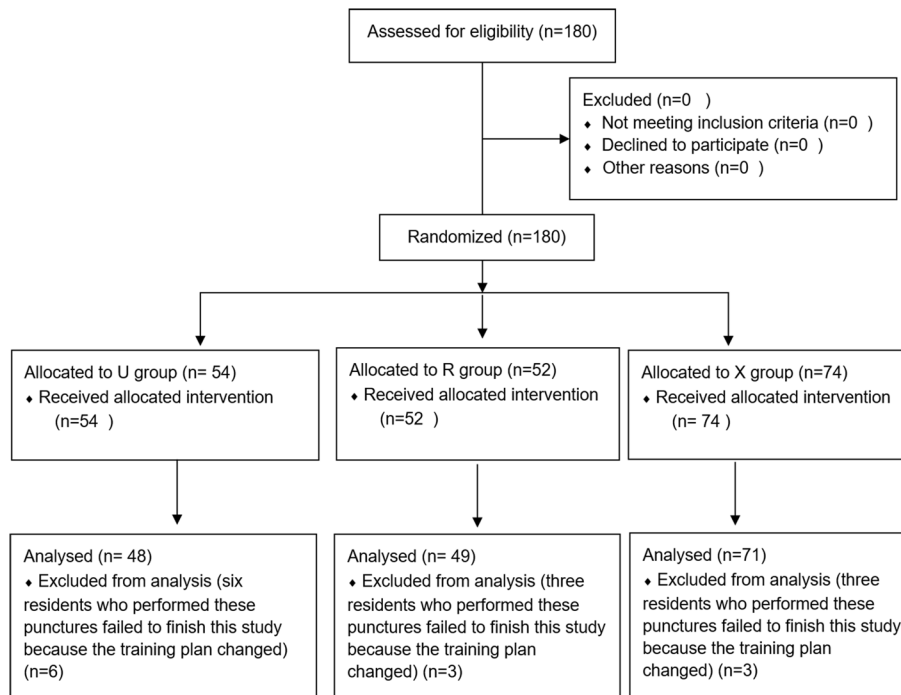 Assessed for eligibility (n=180)
Excluded (n=0 )
♦ Not meeting inclusion criteria (n=0 )
♦ Declined to participate (n=0 )
♦ Other reasons (n=0 )
Randomized (n=180)
Allocated to U group (n= 54)
♦ Received allocated intervention
(n=54 )
Allocated to R group (n=52)
♦ Received allocated intervention
(n=52 )
Allocated to X group (n=74)
♦ Received allocated intervention
(n= 74)
Analysed (n= 48)
♦ Excluded from analysis (six
residents who performed these
punctures failed to finish this study
because the training plan changed)
(n=6)
Analysed (n= 49)
♦ Excluded from analysis (three
residents who performed these
punctures failed to finish this study
because the training plan
changed) (n=3)
Analysed (n=71)
♦ Excluded from analysis (three
residents who performed these
punctures failed to finish this study
because the training plan
changed) (n=3)